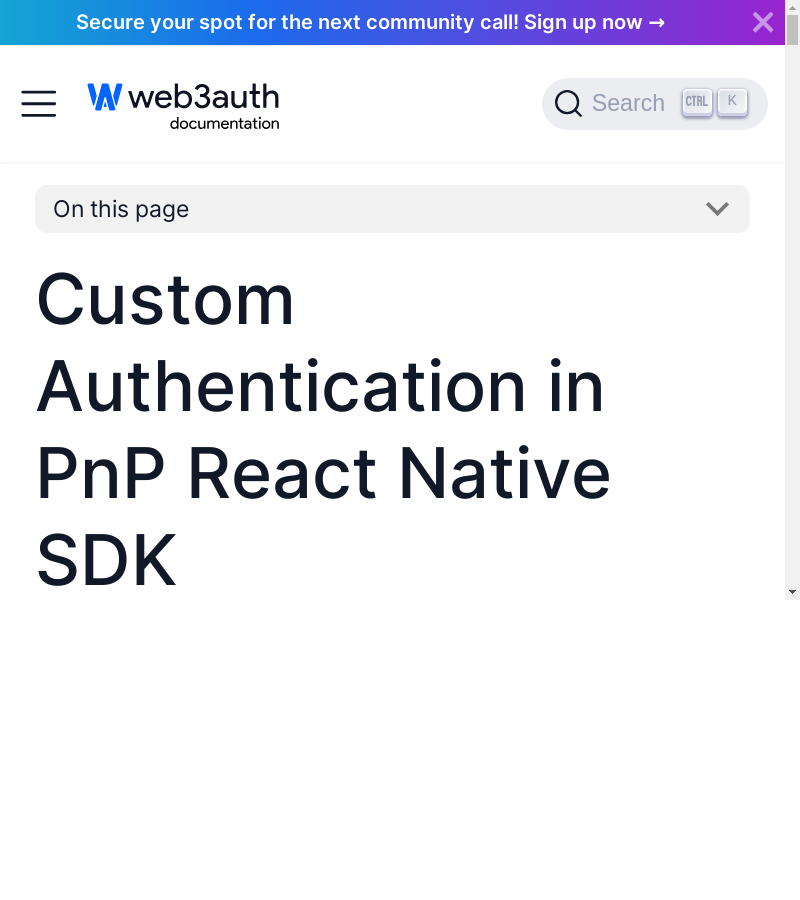 Secure your spot for the next community call! Sign up now →
web3auth
documentation
Search CTRL K
On this page
Custom
Authentication in
PnP React Native
SDK